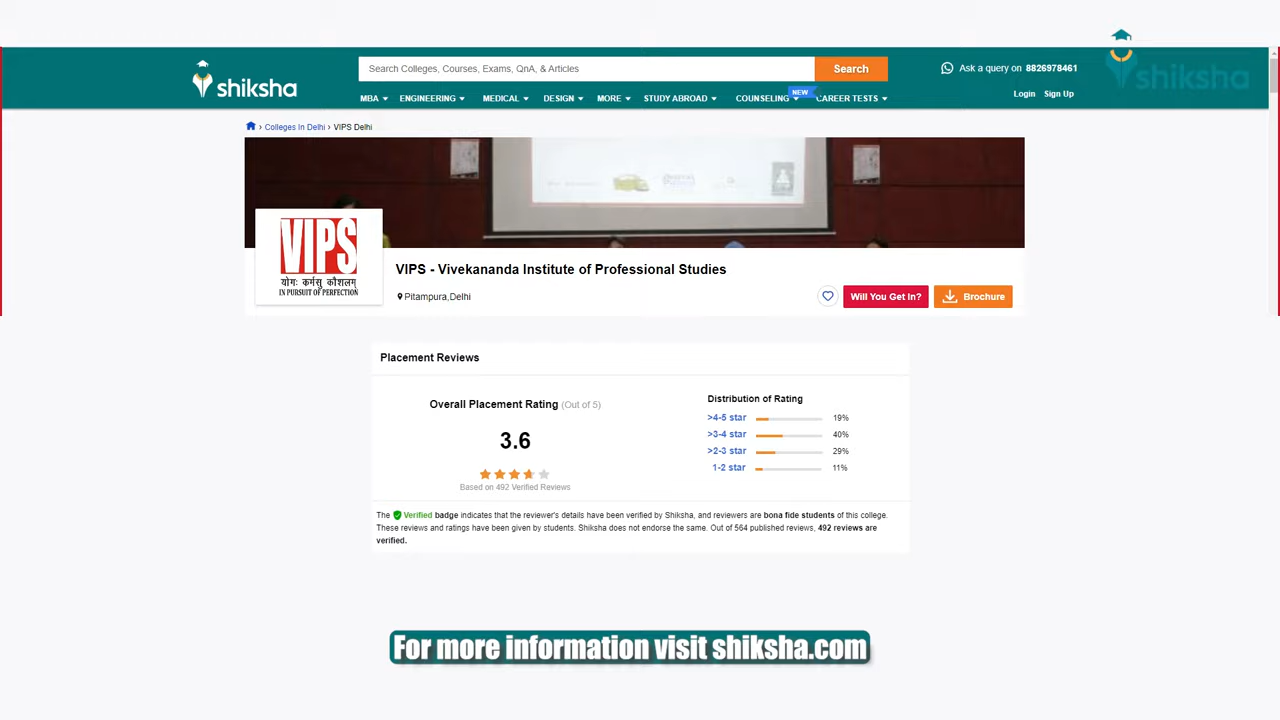 shiksha
Search Colleges, Courses, Exams, QnA, & Articles
Search
Ask a query on 8826978461
shiksha
Login Sign Up
MBA ENGINEERING MEDICAL DESIGN MORE STUDY ABROAD COUNSELING NEW CAREER TESTS
› Colleges In Delhi › VIPS Delhi
VIPS
योगः कर्मसु कौशलम्
IN PURSUIT OF PERFECTION
VIPS - Vivekananda Institute of Professional Studies
Pitampura,Delhi
Will You Get In?
Brochure
Placement Reviews
Overall Placement Rating (Out of 5)
3.6
Based on 492 Verified Reviews
Distribution of Rating
>4-5 star 19%
>3-4 star 40%
>2-3 star 29%
1-2 star 11%
The Verified badge indicates that the reviewer's details have been verified by Shiksha, and reviewers are bona fide students of this college.
These reviews and ratings have been given by students. Shiksha does not endorse the same. Out of 564 published reviews, 492 reviews are
verified.
For more information visit shiksha.com